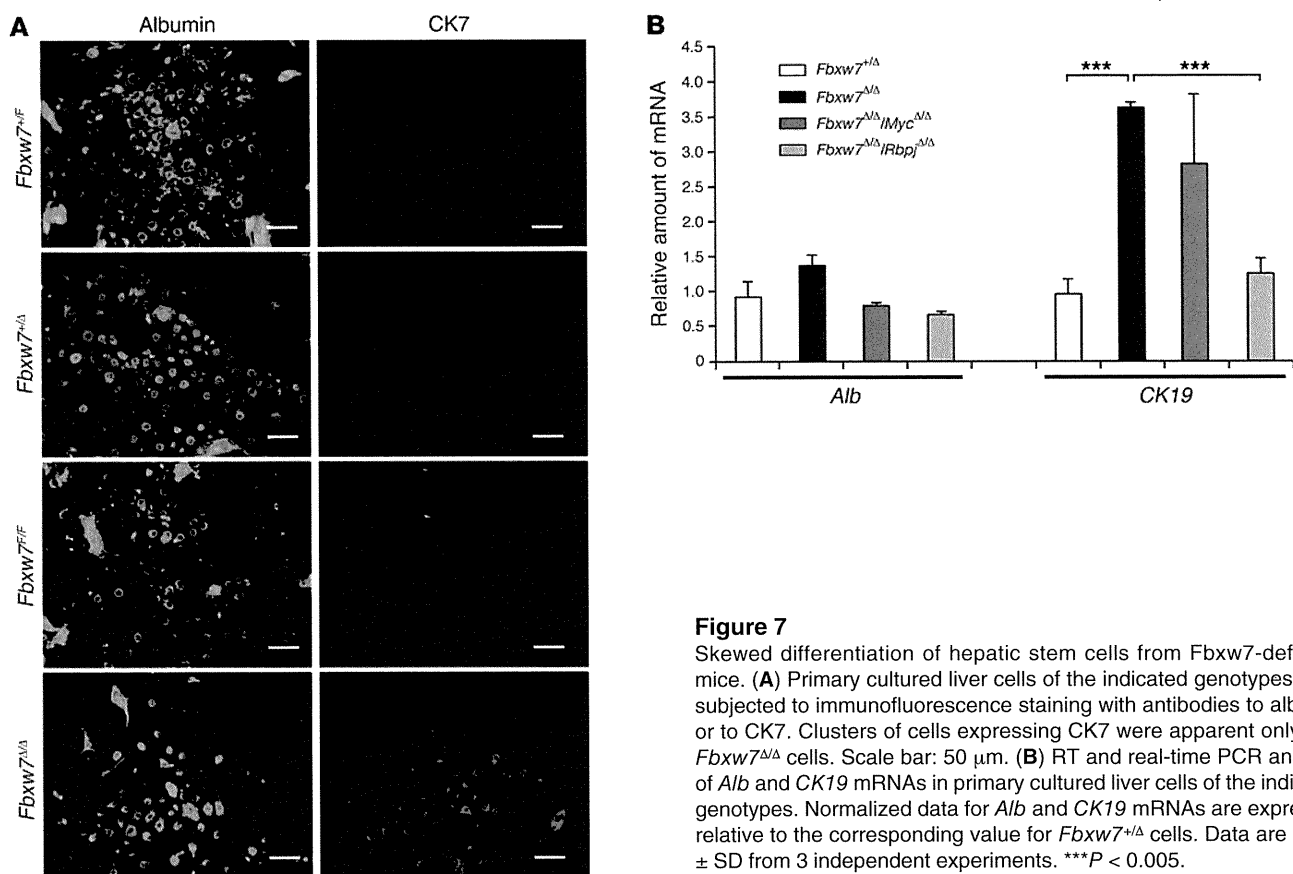 A
Albumin
CK7
Fbxw7+/F
Fbxw7+/Δ
Fbxw7F/F
Fbxw7Δ/Δ
B
4.5
4.0
3.5
3.0
2.5
2.0
1.5
1.0
0.5
0
Relative amount of mRNA
Fbxw7+/Δ
Fbxw7Δ/Δ
Fbxw7Δ/Δ/MycΔ/Δ
Fbxw7Δ/Δ/RbpjΔ/Δ
*** ***
Alb
CK19
Figure 7
Skewed differentiation of hepatic stem cells from Fbxw7-def
mice. (A) Primary cultured liver cells of the indicated genotypes
subjected to immunofluorescence staining with antibodies to alb
or to CK7. Clusters of cells expressing CK7 were apparent only
Fbxw7Δ/Δ cells. Scale bar: 50 μm. (B) RT and real-time PCR an
of Alb and CK19 mRNAs in primary cultured liver cells of the indi
genotypes. Normalized data for Alb and CK19 mRNAs are expre
relative to the corresponding value for Fbxw7+/Δ cells. Data are
± SD from 3 independent experiments. ***P < 0.005.